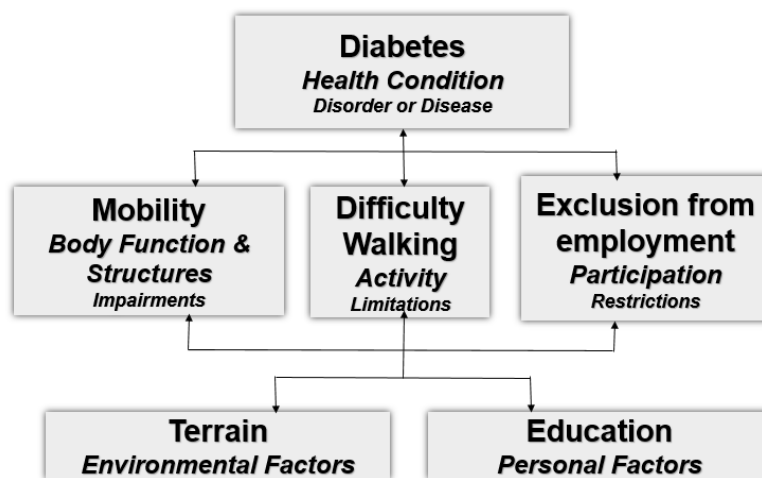 Diabetes
Health Condition
Disorder or Disease
Mobility
Body Function &
Structures
Impairments
Difficulty
Walking
Activity
Limitations
Exclusion from
employment
Participation
Restrictions
Terrain
Environmental Factors
Education
Personal Factors